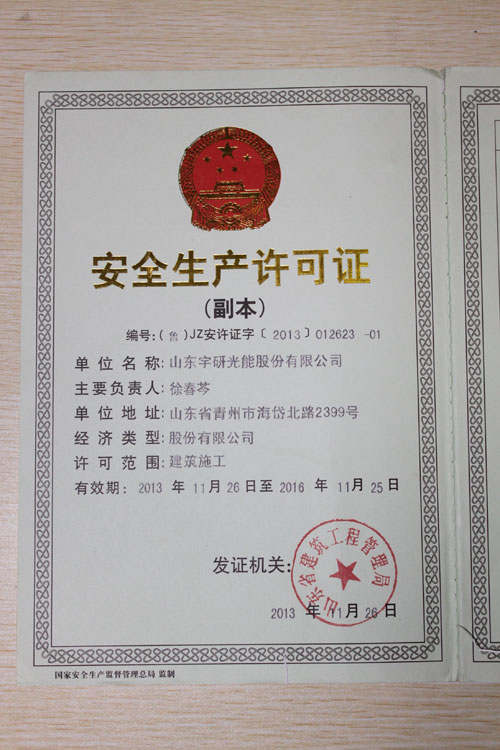 安全生产许可证
(副本)
编号:(鲁)JZ安许证字〔2013〕012623-01
单位名称:山东宇研光能股份有限公司
主要负责人:徐春芩
单位地址:山东省青州市海岱北路2399号
经济类型:股份有限公司
许可范围:建筑施工
有效期:2013 年 11月26日至 2016 年 11月25日
发证机关:
山东省建筑工程管理局
2013 年 11月 26日
国家安全生产监督管理总局 监制